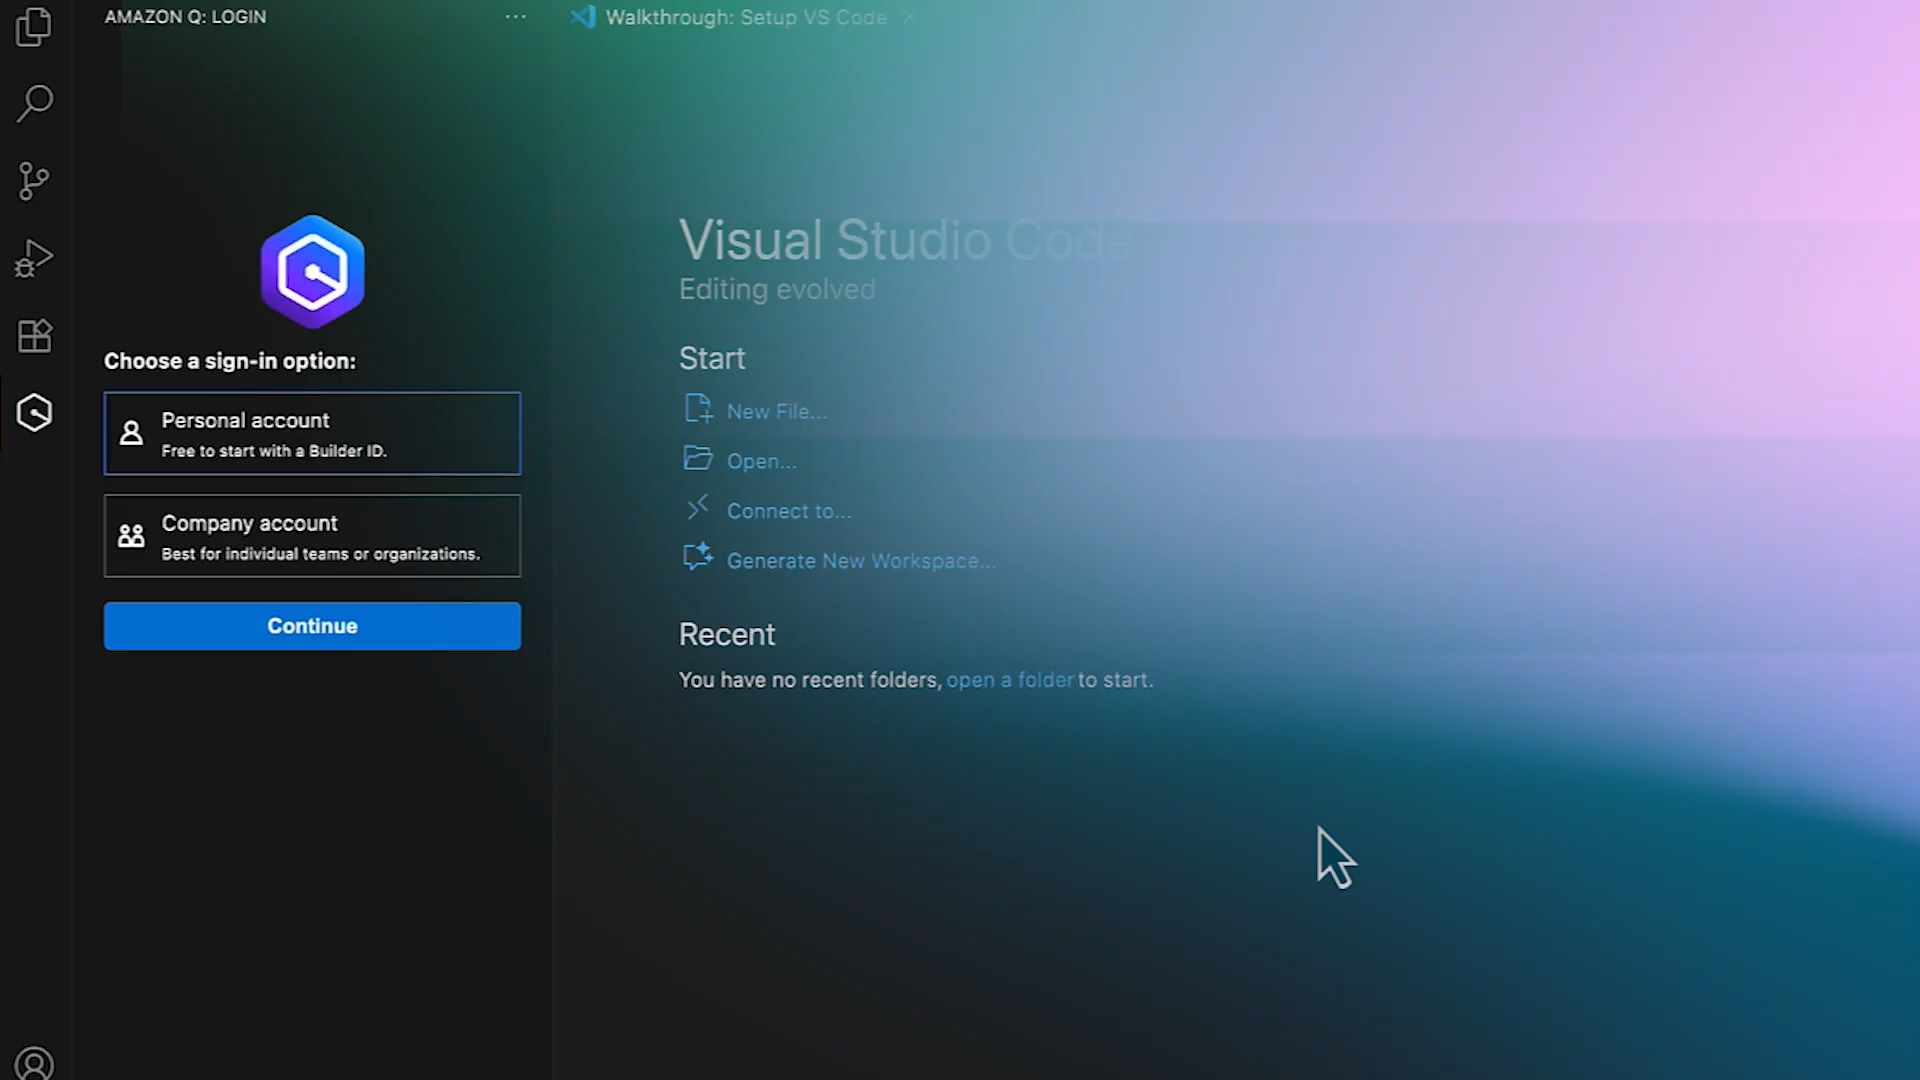 AMAZON Q: LOGIN
Walkthrough: Setup VS Code
Choose a sign-in option:
Personal account
Free to start with a Builder ID.
Company account
Best for individual teams or organizations.
Continue
Visual Studio Code
Editing evolved
Start
New File...
Open...
Connect to...
Generate New Workspace...
Recent
You have no recent folders, open a folder to start.